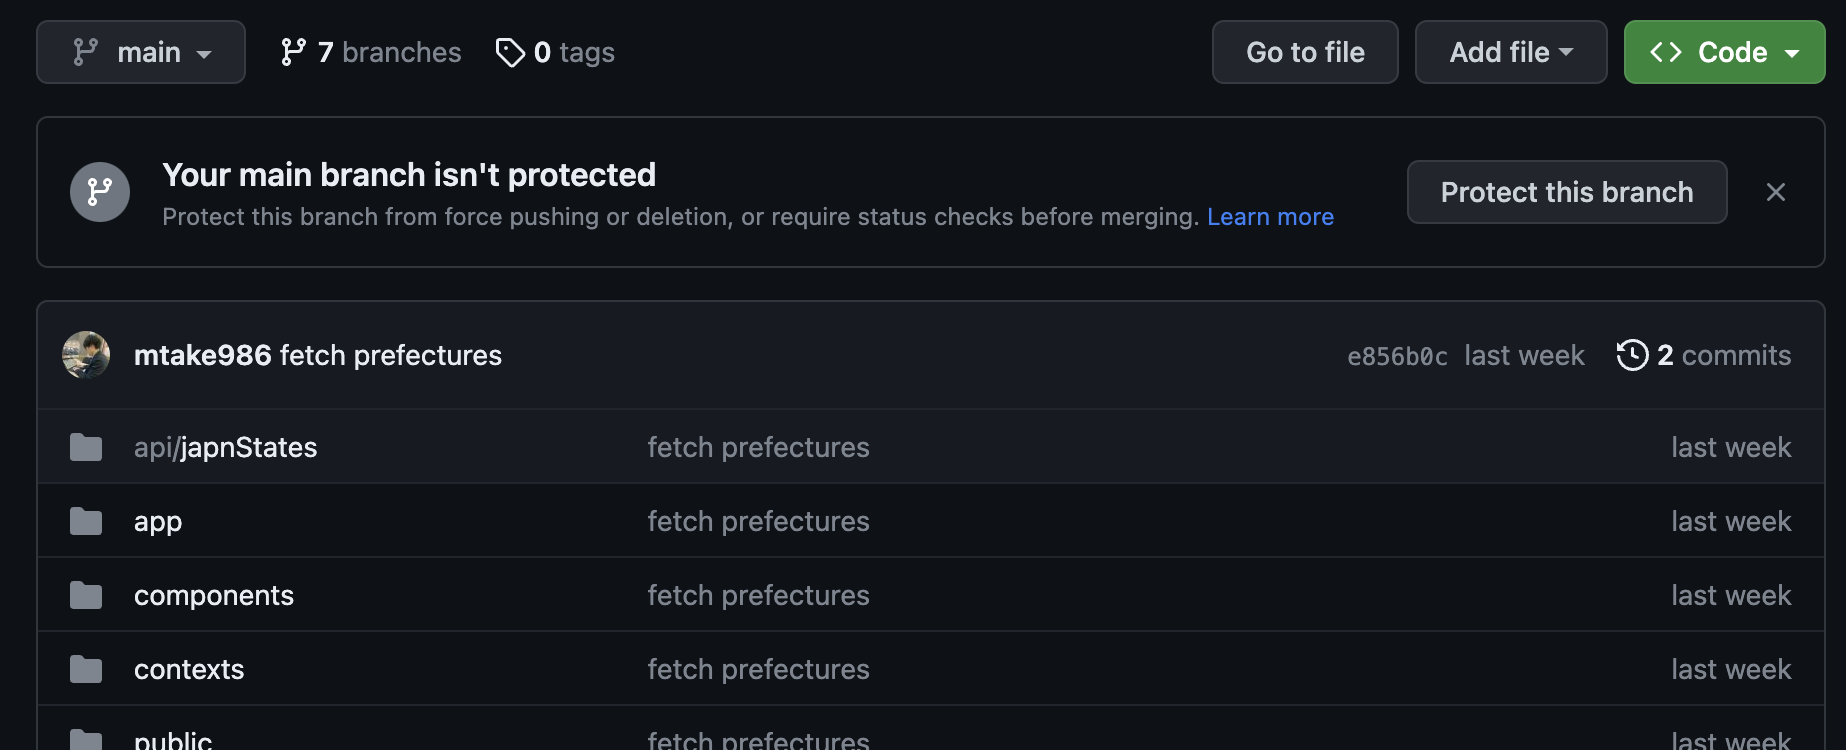 main
7 branches
0 tags
Go to file
Add file
Code
Your main branch isn't protected
Protect this branch from force pushing or deletion, or require status checks before merging. Learn more
Protect this branch
mtake986 fetch prefectures
e856b0c last week
2 commits
api/japnStates fetch prefectures last week
app fetch prefectures last week
components fetch prefectures last week
contexts fetch prefectures last week
public fetch prefectures last week